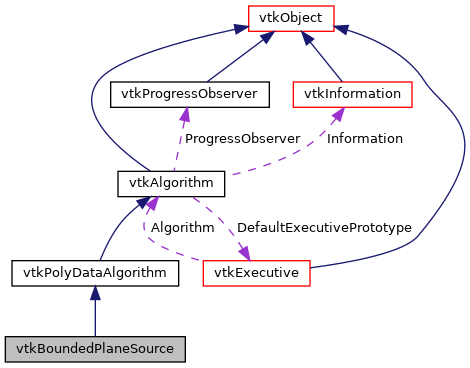 vtkObject
vtkProgressObserver
vtkInformation
ProgressObserver
Information
vtkAlgorithm
Algorithm
DefaultExecutivePrototype
vtkPolyDataAlgorithm
vtkExecutive
vtkBoundedPlaneSource